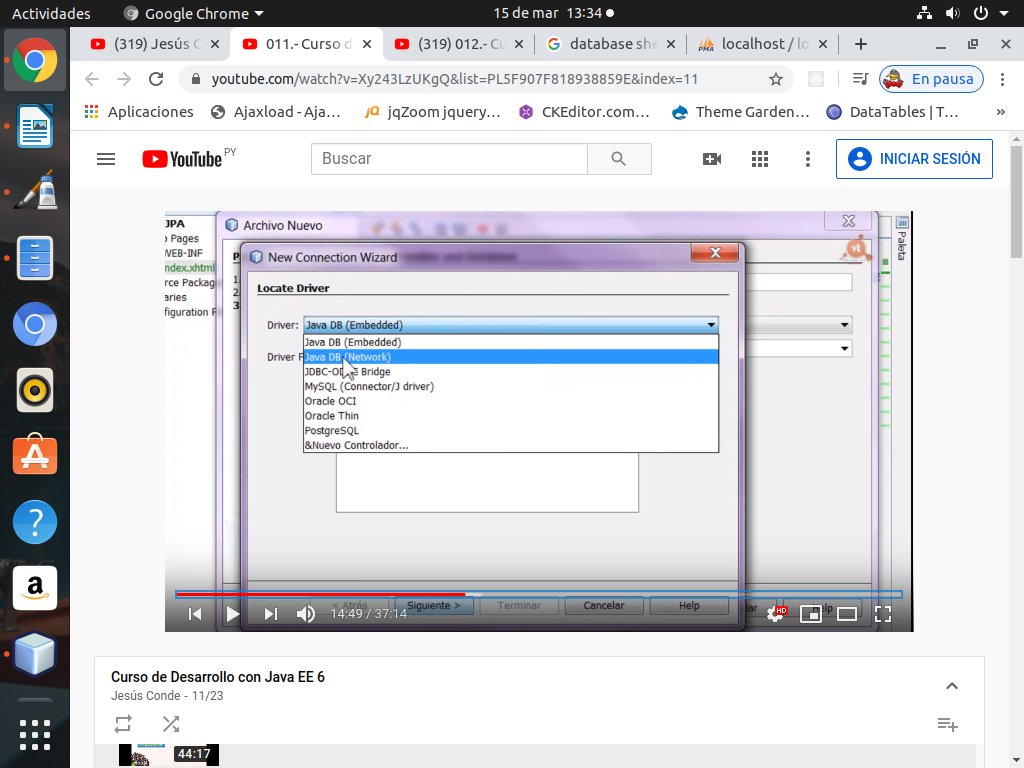 Actividades
Google Chrome
15 de mar 13:34
(319) Jesús C
011.- Curso d
(319) 012.- Cu
database she
localhost / lo
youtube.com/watch?v=Xy243LzUKgQ&list=PL5F907F818938859E&index=11
En pausa
Aplicaciones
Ajaxload - Aja...
jqZoom jquery...
CKEditor.com...
Theme Garden...
DataTables | T...
»
YouTube PY
Buscar
INICIAR SESIÓN
JPA
Pages
WEB-INF
index.xhtml
rce Packag
aries
figuration F
Archivo Nuevo
Paleta
New Connection Wizard
Locate Driver
Driver:
Java DB (Embedded)
Java DB (Embedded)
Driver F
Java DB (Network)
JDBC-ODBC Bridge
MySQL (Connector/J driver)
Oracle OCI
Oracle Thin
PostgreSQL
&Nuevo Controlador...
< Atrás
Siguiente >
Terminar
Cancelar
Help
14:49 / 37:14
HD
Curso de Desarrollo con Java EE 6
Jesús Conde - 11/23
44:17